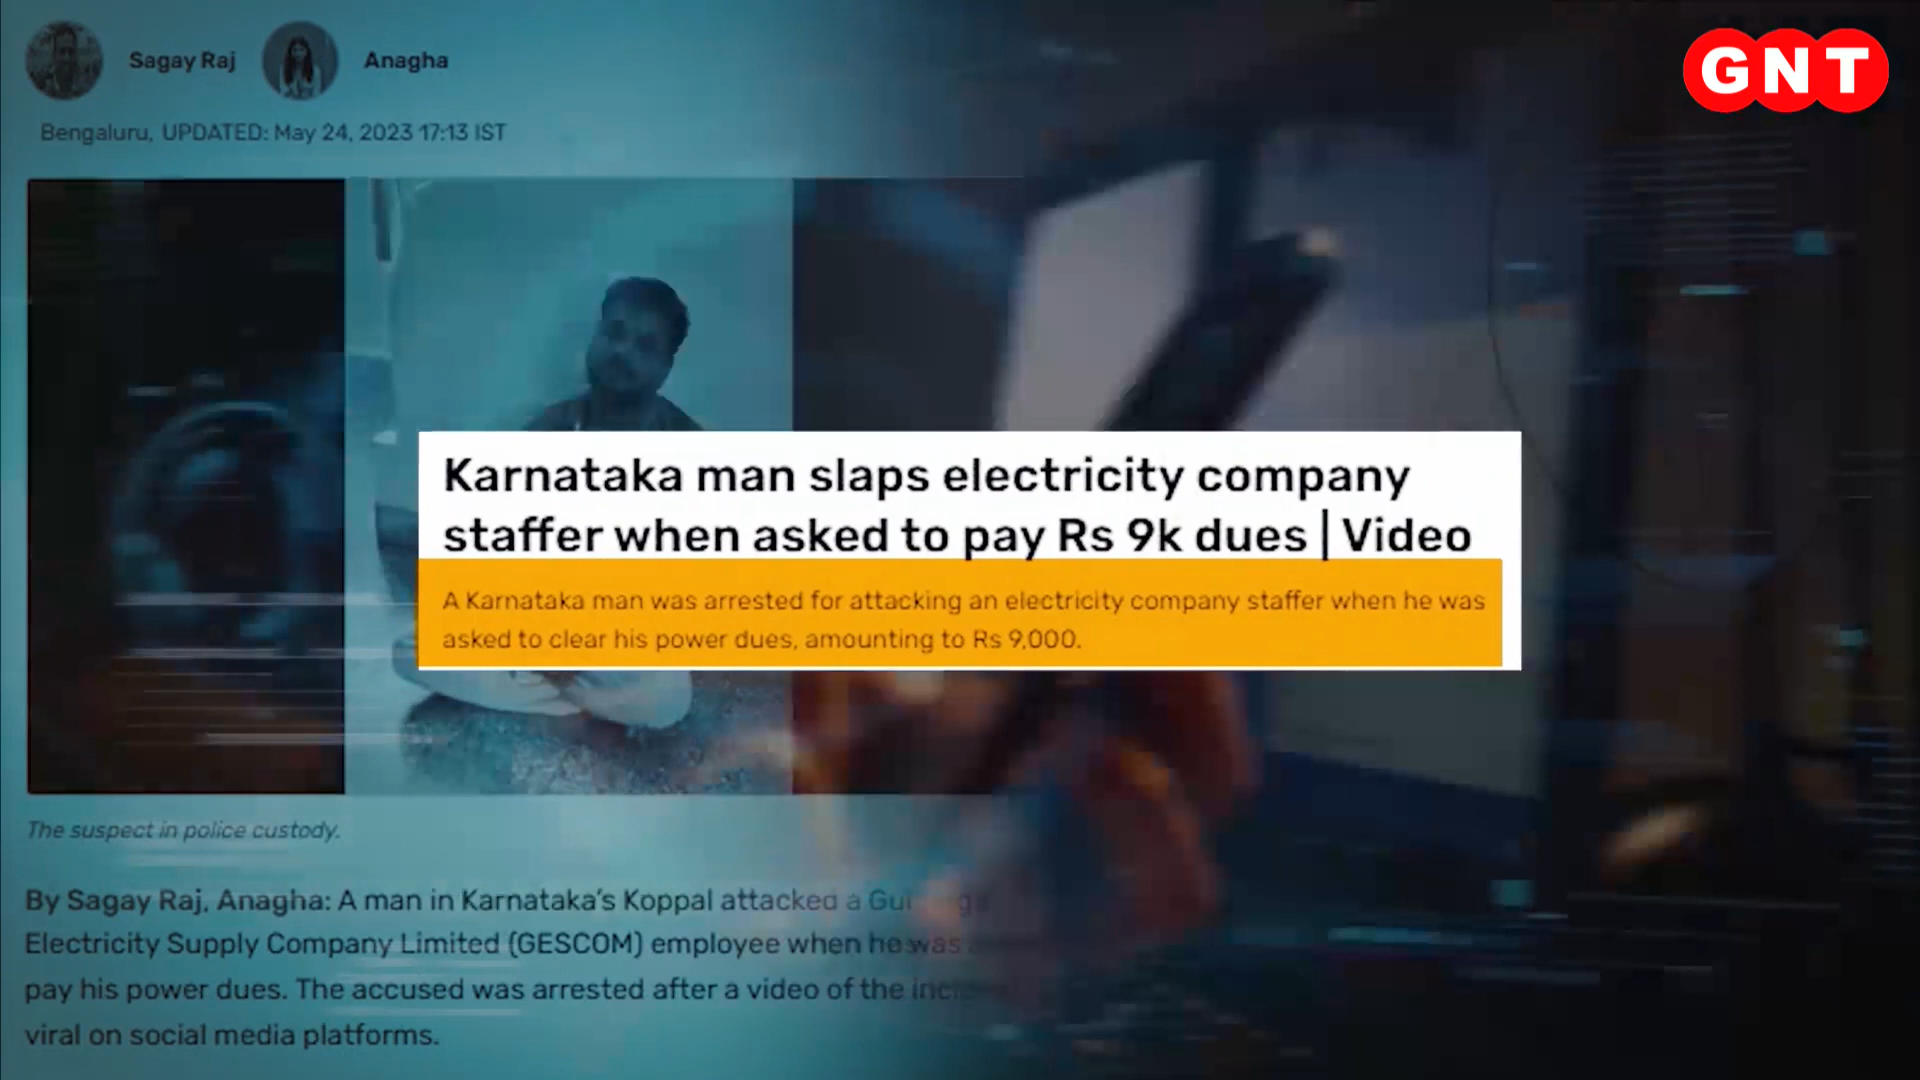 GNT
Sagay Raj Anagha
Bengaluru, UPDATED: May 24, 2023 17:13 IST
Karnataka man slaps electricity company
staffer when asked to pay Rs 9k dues | Video
A Karnataka man was arrested for attacking an electricity company staffer when he was
asked to clear his power dues, amounting to Rs 9,000.
The suspect in police custody.
By Sagay Raj, Anagha: A man in Karnataka's Koppal attacked a
Electricity Supply Company Limited (GESCOM) employee when he was
pay his power dues. The accused was arrested after a video of the
viral on social media platforms.